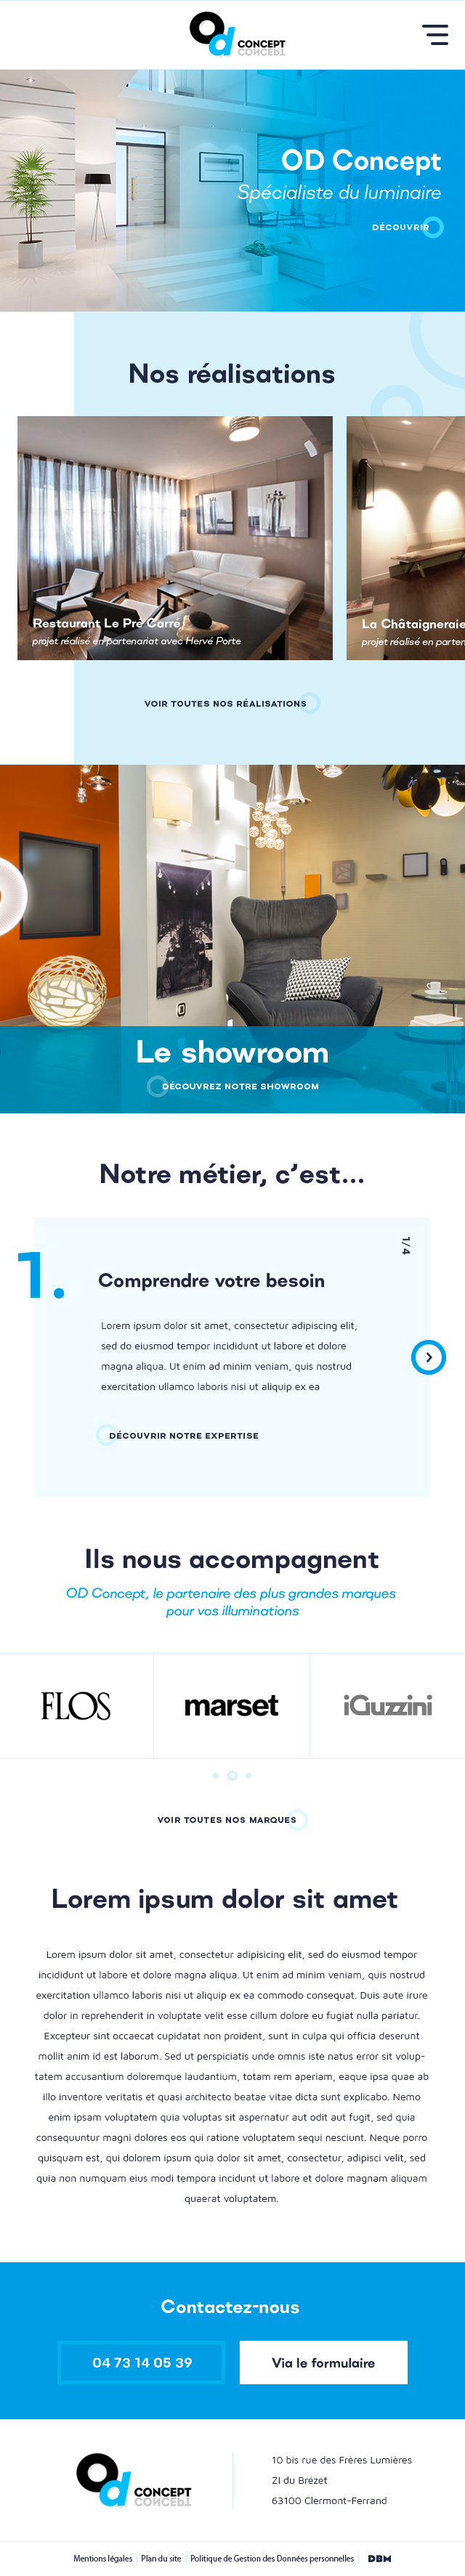 Od CONCEPT
OD Concept
Spécialiste du luminaire
DÉCOUVRIR
Nos réalisations
Restaurant Le Pré Carré
projet réalisé en partenariat avec Hervé Porte
La Châtaigneraie
projet réalisé en parten
VOIR TOUTES NOS RÉALISATIONS
Le showroom
DÉCOUVREZ NOTRE SHOWROOM
Notre métier, c’est...
1/4
1.
Comprendre votre besoin
Lorem ipsum dolor sit amet, consectetur adipiscing elit,
sed do eiusmod tempor incididunt ut labore et dolore
magna aliqua. Ut enim ad minim veniam, quis nostrud
exercitation ullamco laboris nisi ut aliquip ex ea
DÉCOUVRIR NOTRE EXPERTISE
Ils nous accompagnent
OD Concept, le partenaire des plus grandes marques
pour vos illuminations
FLOS marset iGuzzini
VOIR TOUTES NOS MARQUES
Lorem ipsum dolor sit amet
Lorem ipsum dolor sit amet, consectetur adipisicing elit, sed do eiusmod tempor
incididunt ut labore et dolore magna aliqua. Ut enim ad minim veniam, quis nostrud
exercitation ullamco laboris nisi ut aliquip ex ea commodo consequat. Duis aute irure
dolor in reprehenderit in voluptate velit esse cillum dolore eu fugiat nulla pariatur.
Excepteur sint occaecat cupidatat non proident, sunt in culpa qui officia deserunt
mollit anim id est laborum. Sed ut perspiciatis unde omnis iste natus error sit volup-
tatem accusantium doloremque laudantium, totam rem aperiam, eaque ipsa quae ab
illo inventore veritatis et quasi architecto beatae vitae dicta sunt explicabo. Nemo
enim ipsam voluptatem quia voluptas sit aspernatur aut odit aut fugit, sed quia
consequuntur magni dolores eos qui ratione voluptatem sequi nesciunt. Neque porro
quisquam est, qui dolorem ipsum quia dolor sit amet, consectetur, adipisci velit, sed
quia non numquam eius modi tempora incidunt ut labore et dolore magnam aliquam
quaerat voluptatem.
Contactez-nous
04 73 14 05 39
Via le formulaire
Od CONCEPT
10 bis rue des Frères Lumières
ZI du Brézet
63100 Clermont-Ferrand
Mentions légales | Plan du site | Politique de Gestion des Données personnelles | DBM